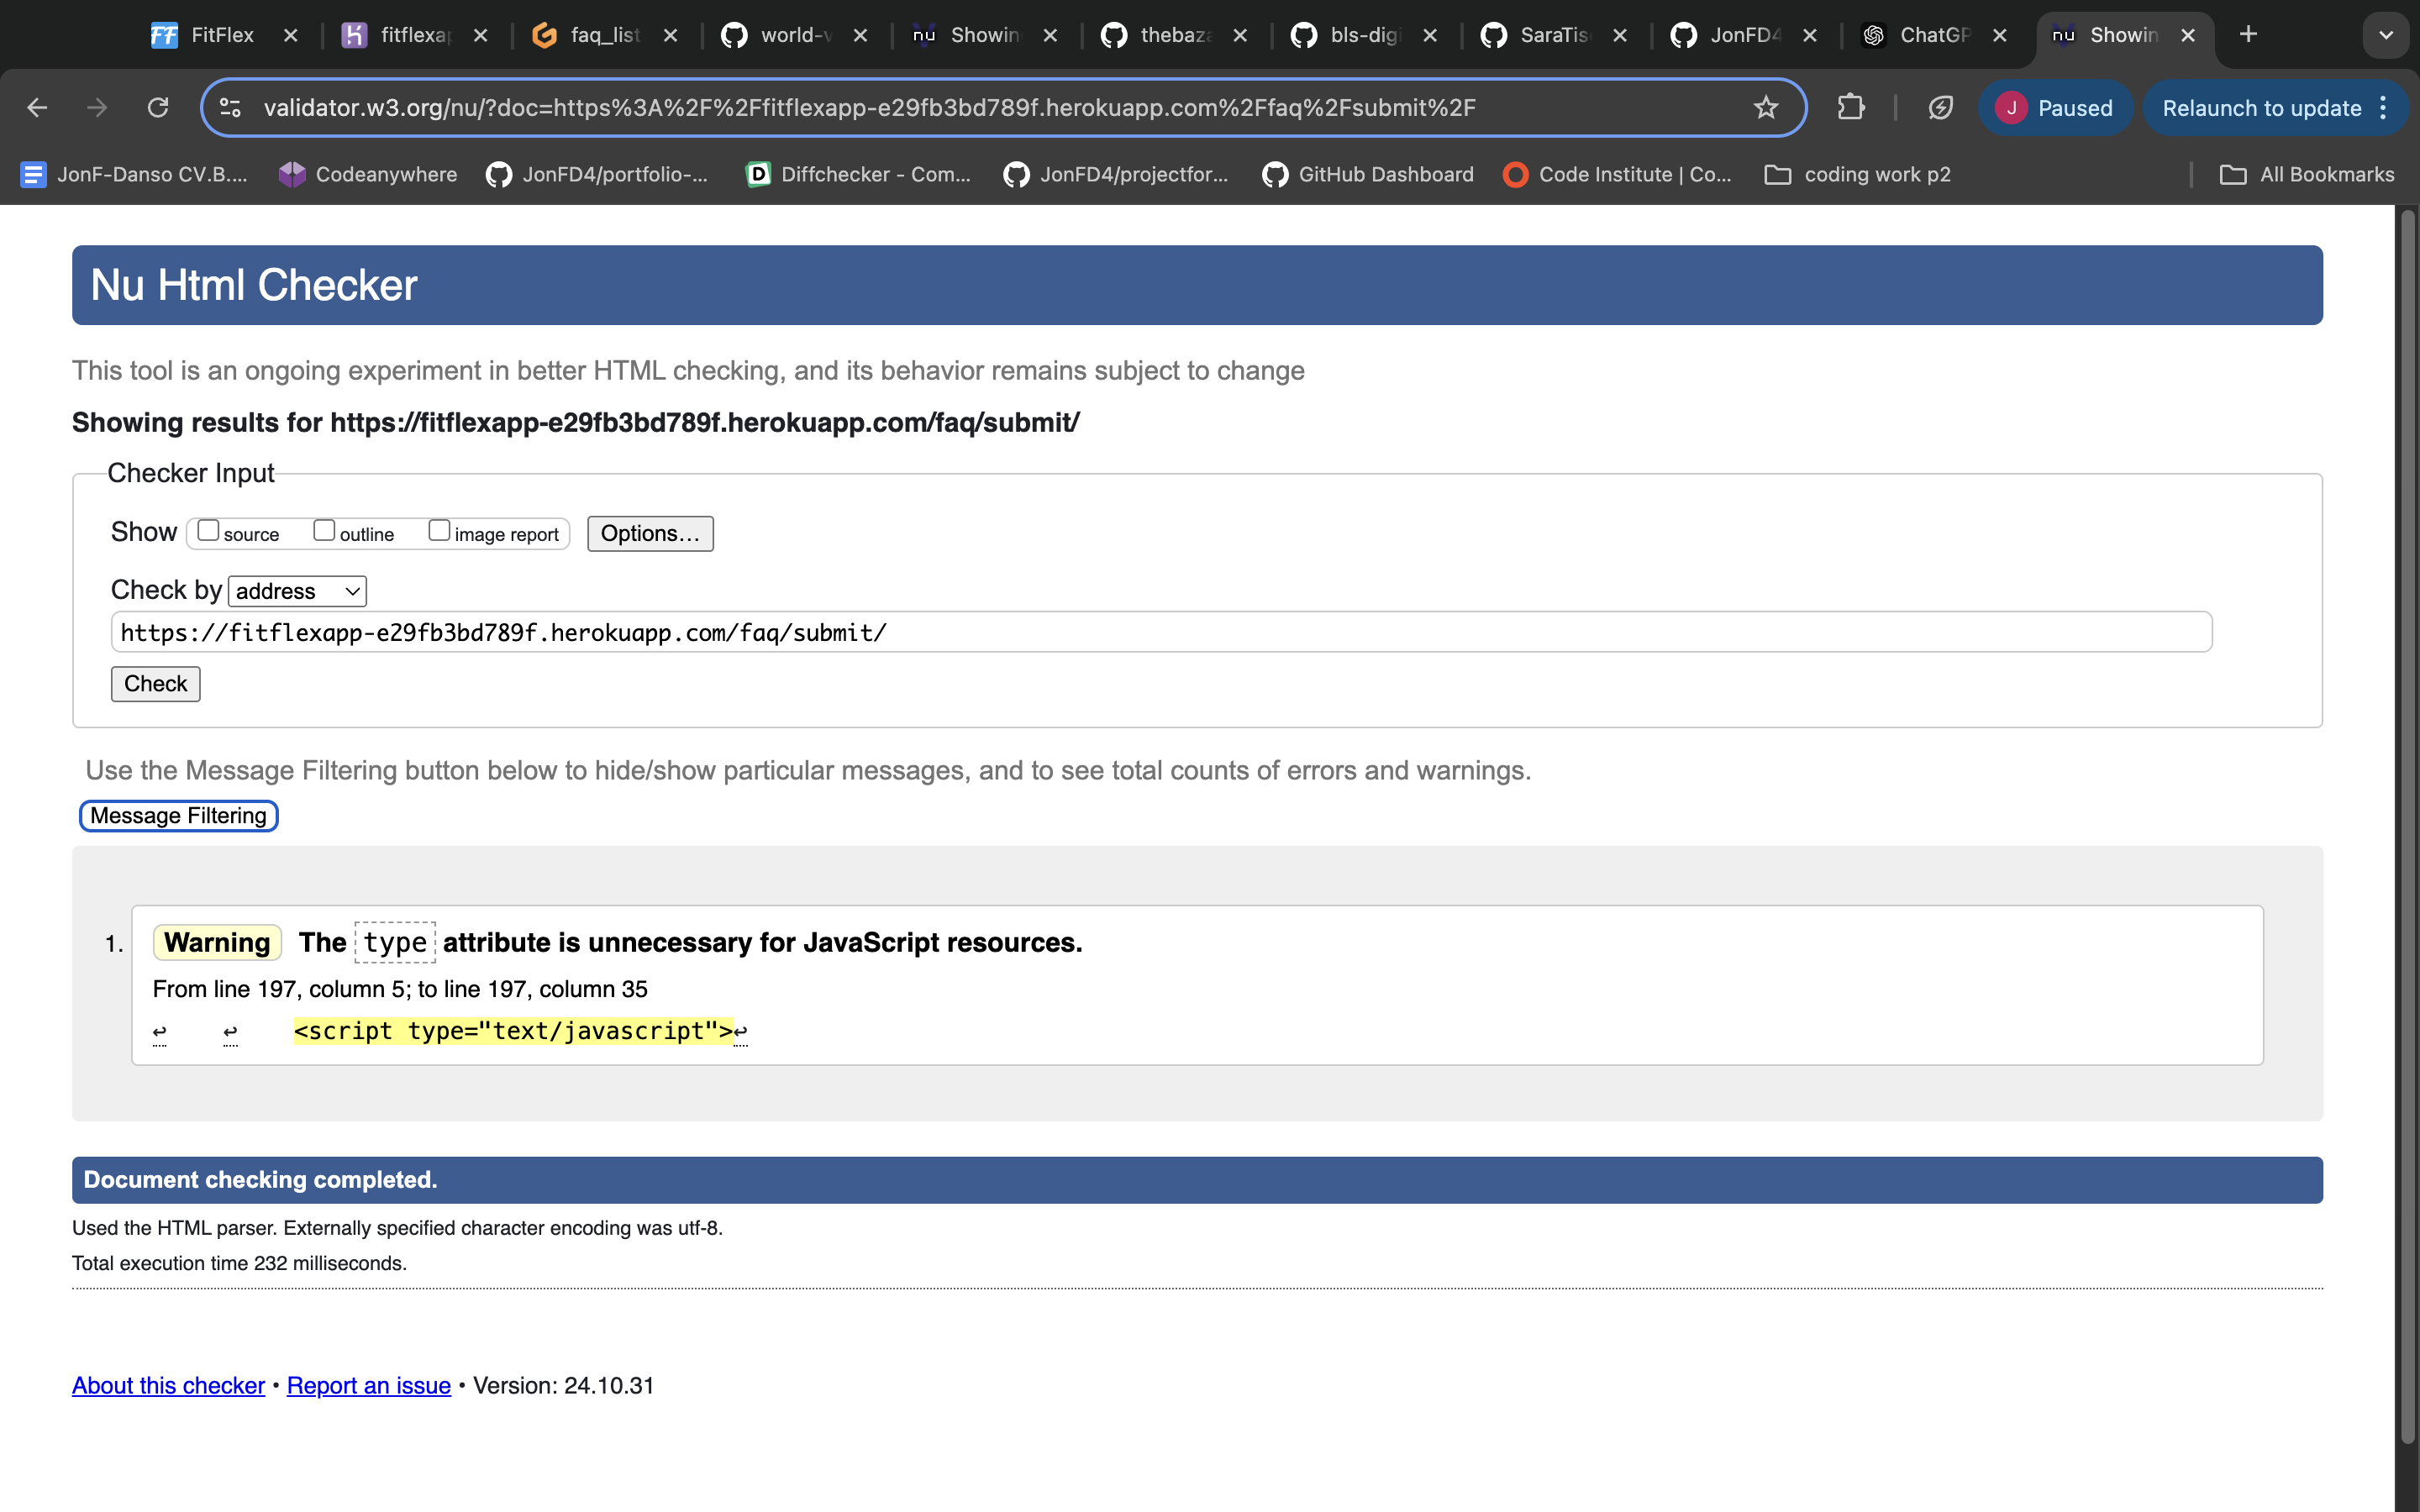 FitFlex fitflexap faq_list world-v Showin thebaza bls-digi SaraTis JonFD4 ChatGP Showin
validator.w3.org/nu/?doc=https%3A%2F%2Ffitflexapp-e29fb3bd789f.herokuapp.com%2Ffaq%2Fsubmit%2F J Paused Relaunch to update
JonF-Danso CV.B.... Codeanywhere JonFD4/portfolio-... Diffchecker - Com... JonFD4/projectfor... GitHub Dashboard Code Institute | Co... coding work p2 All Bookmarks
Nu Html Checker
This tool is an ongoing experiment in better HTML checking, and its behavior remains subject to change
Showing results for https://fitflexapp-e29fb3bd789f.herokuapp.com/faq/submit/
Checker Input
Show source outline image report Options...
Check by address
https://fitflexapp-e29fb3bd789f.herokuapp.com/faq/submit/
Check
Use the Message Filtering button below to hide/show particular messages, and to see total counts of errors and warnings.
Message Filtering
1. Warning The type attribute is unnecessary for JavaScript resources.
From line 197, column 5; to line 197, column 35
↩ ↩ <script type="text/javascript">↩
Document checking completed.
Used the HTML parser. Externally specified character encoding was utf-8.
Total execution time 232 milliseconds.
About this checker • Report an issue • Version: 24.10.31